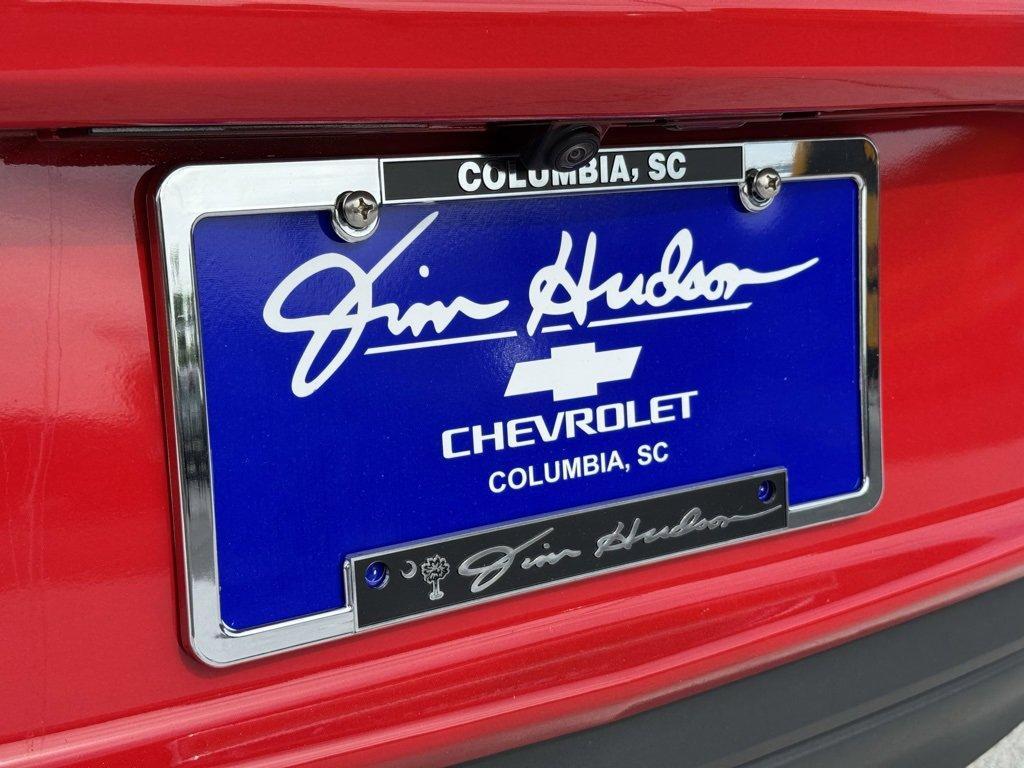 COLUMBIA, SC
Jim Hudson
CHEVROLET
COLUMBIA, SC
Jim Hudson